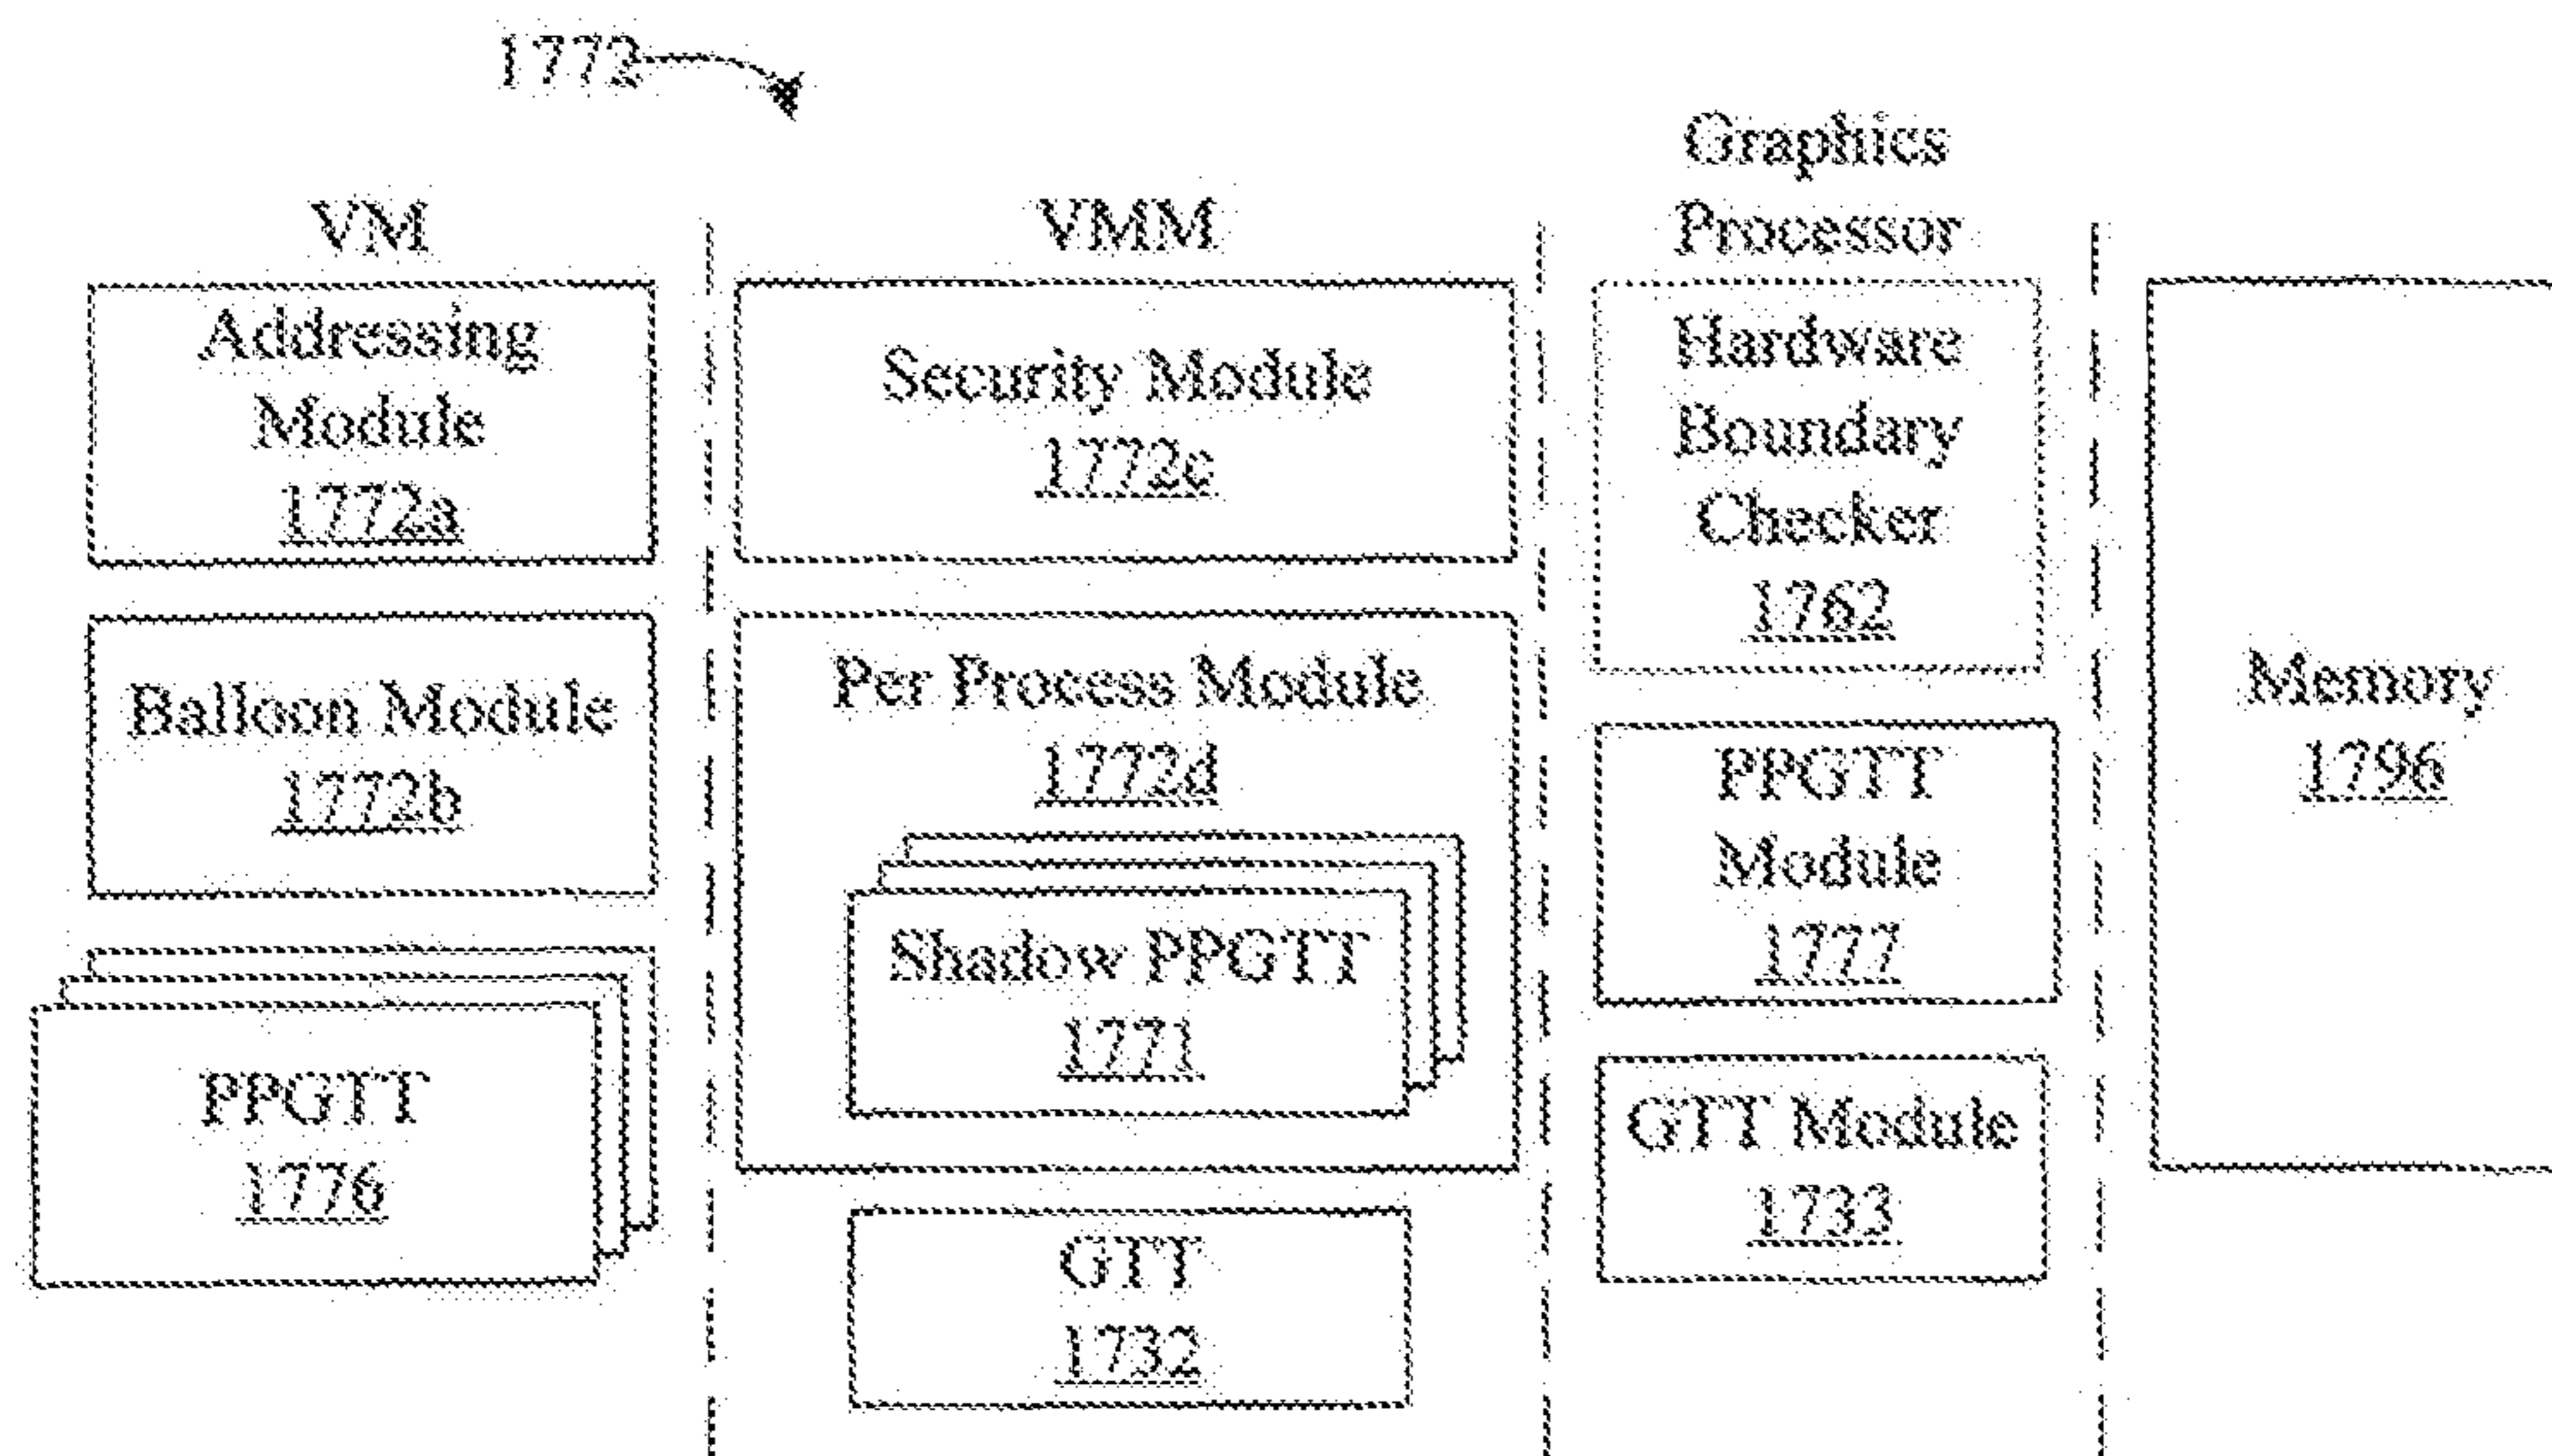 1772
VM
Addressing
Module
1772a
Balloon Module
1772b
PPGTT
1776
VMM
Security Module
1772c
Per Process Module
1772d
Shadow PPGTT
1771
GTT
1732
Graphics
Processor
Hardware
Boundary
Checker
1762
PPGTT
Module
1777
GTT Module
1733
Memory
1796